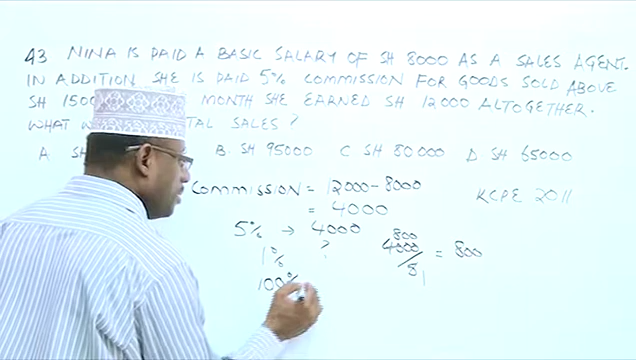 43 NINA IS PAID A BASIC SALARY OF SH 8000 AS A SALES AGENT.
IN ADDITION SHE IS PAID 5% COMMISSION FOR GOODS SOLD ABOVE
SH 1500 MONTH SHE EARNED SH 12000 ALTOGETHER.
WHAT TAL SALES ?
A SH B. SH 95000 C SH 80000 D SH 65000
COMMISSION = 12000-8000
= 4000
KCPE 2011
5% → 4000
1% ?
100%
800
4000/5 = 800
1